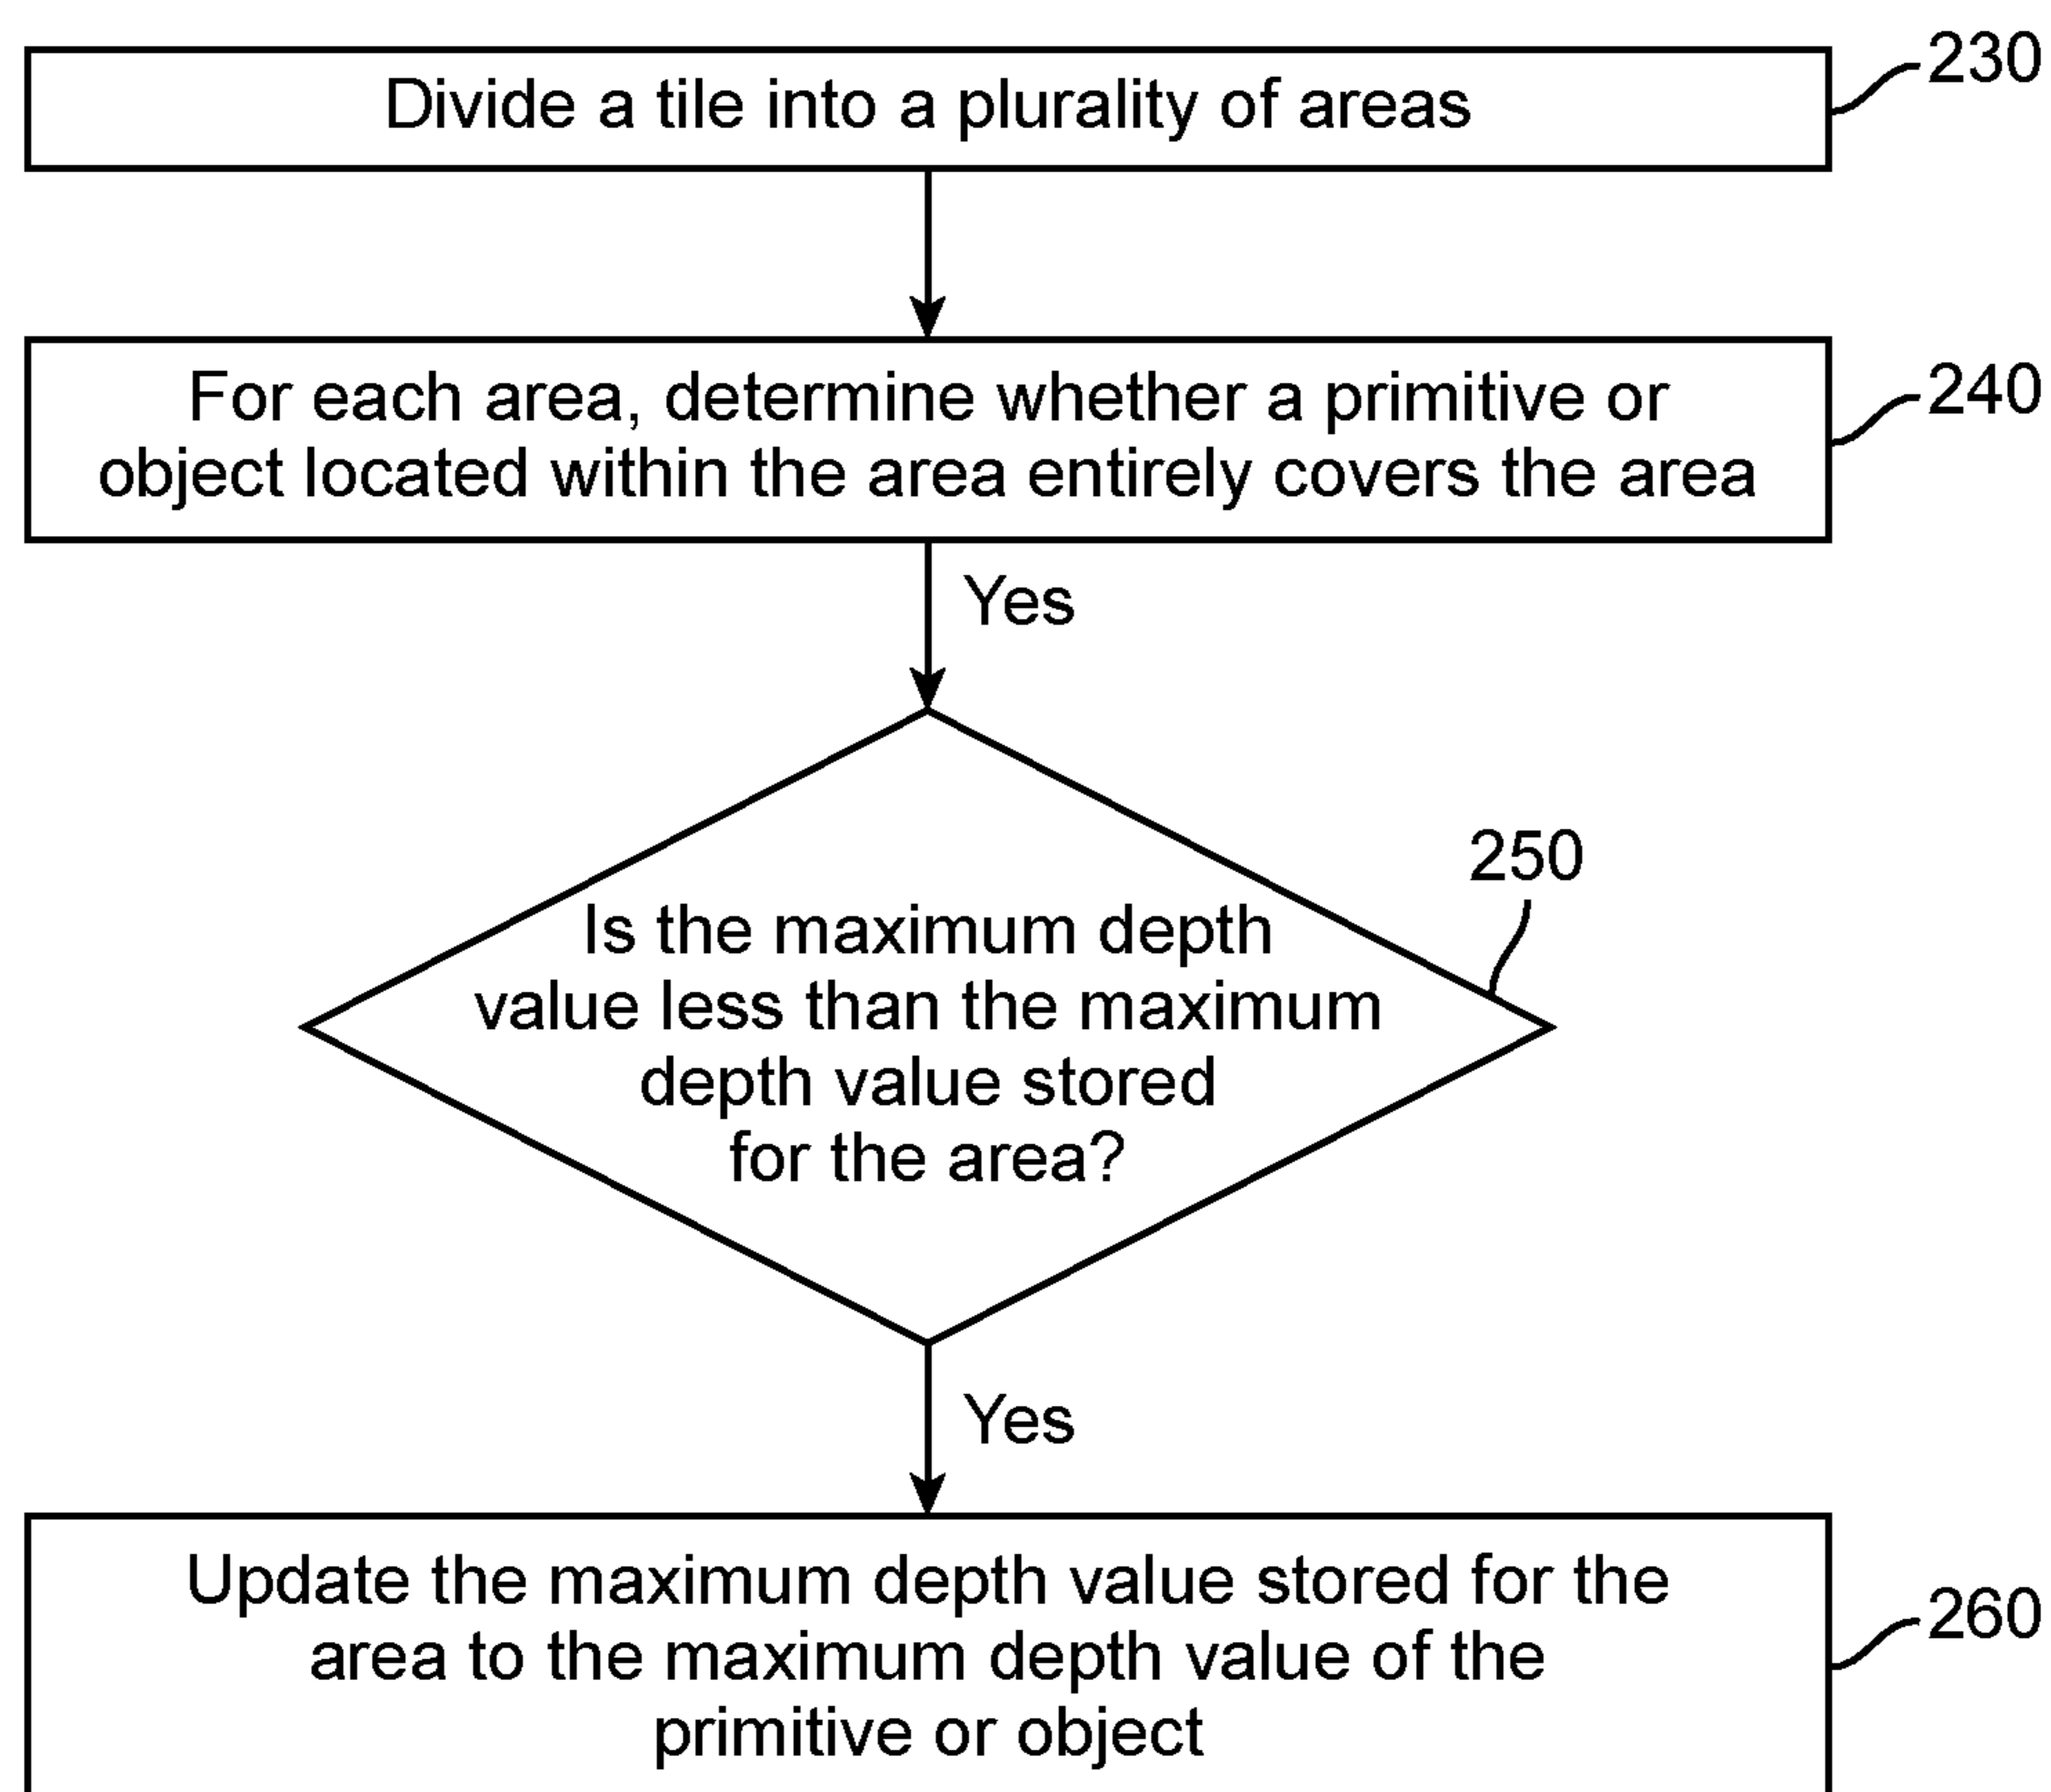 230
Divide a tile into a plurality of areas
240
For each area, determine whether a primitive or
object located within the area entirely covers the area
Yes
250
Is the maximum depth
value less than the maximum
depth value stored
for the area?
Yes
Update the maximum depth value stored for the
260
area to the maximum depth value of the
primitive or object